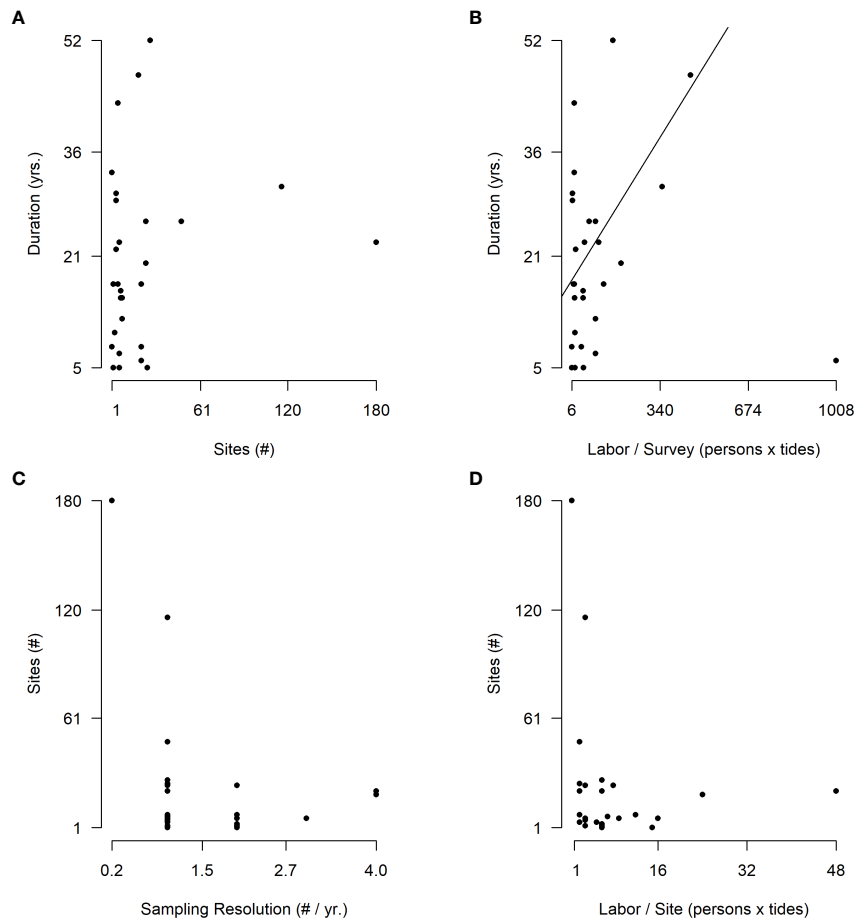 A
52
36
21
5
Duration (yrs.)
1 61 120 180
Sites (#)
B
52
36
21
5
Duration (yrs.)
6 340 674 1008
Labor / Survey (persons x tides)
C
180
120
61
1
Sites (#)
0.2 1.5 2.7 4.0
Sampling Resolution (# / yr.)
D
180
120
61
1
Sites (#)
1 16 32 48
Labor / Site (persons x tides)